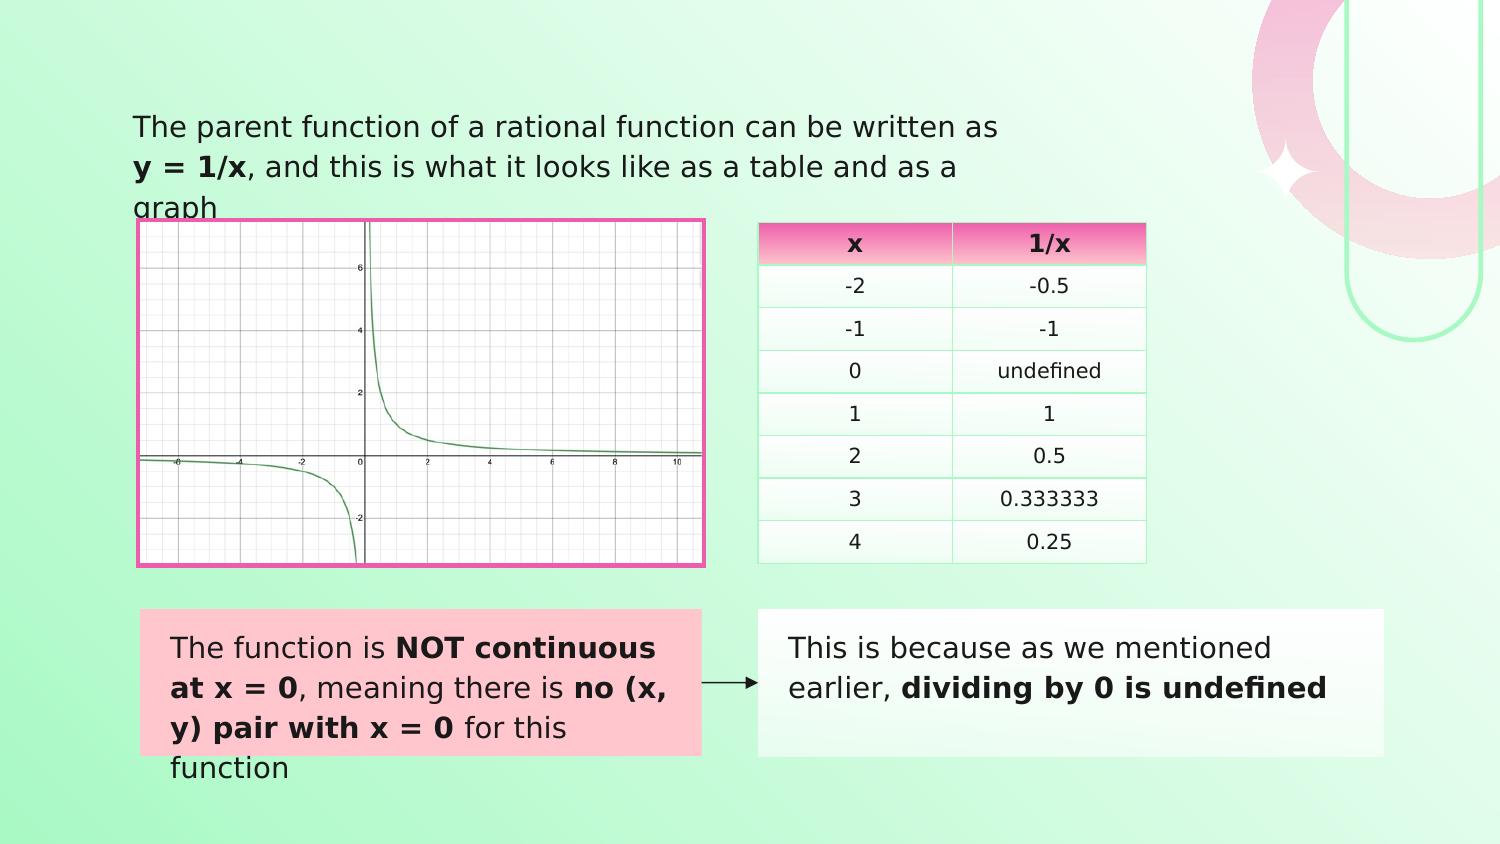 The parent function of a rational function can be written as
y = 1/x, and this is what it looks like as a table and as a
graph
6
4
2
-6 -4 -2 0 2 4 6 8 10
-2
x 1/x
-2 -0.5
-1 -1
0 undefined
1 1
2 0.5
3 0.333333
4 0.25
The function is NOT continuous
at x = 0, meaning there is no (x,
y) pair with x = 0 for this
function
This is because as we mentioned
earlier, dividing by 0 is undefined